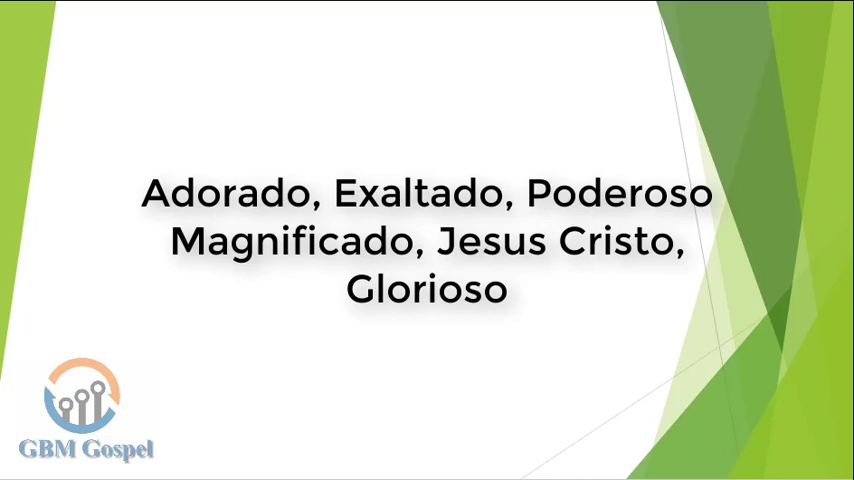 Adorado, Exaltado, Poderoso
Magnificado, Jesus Cristo,
Glorioso
GBM Gospel